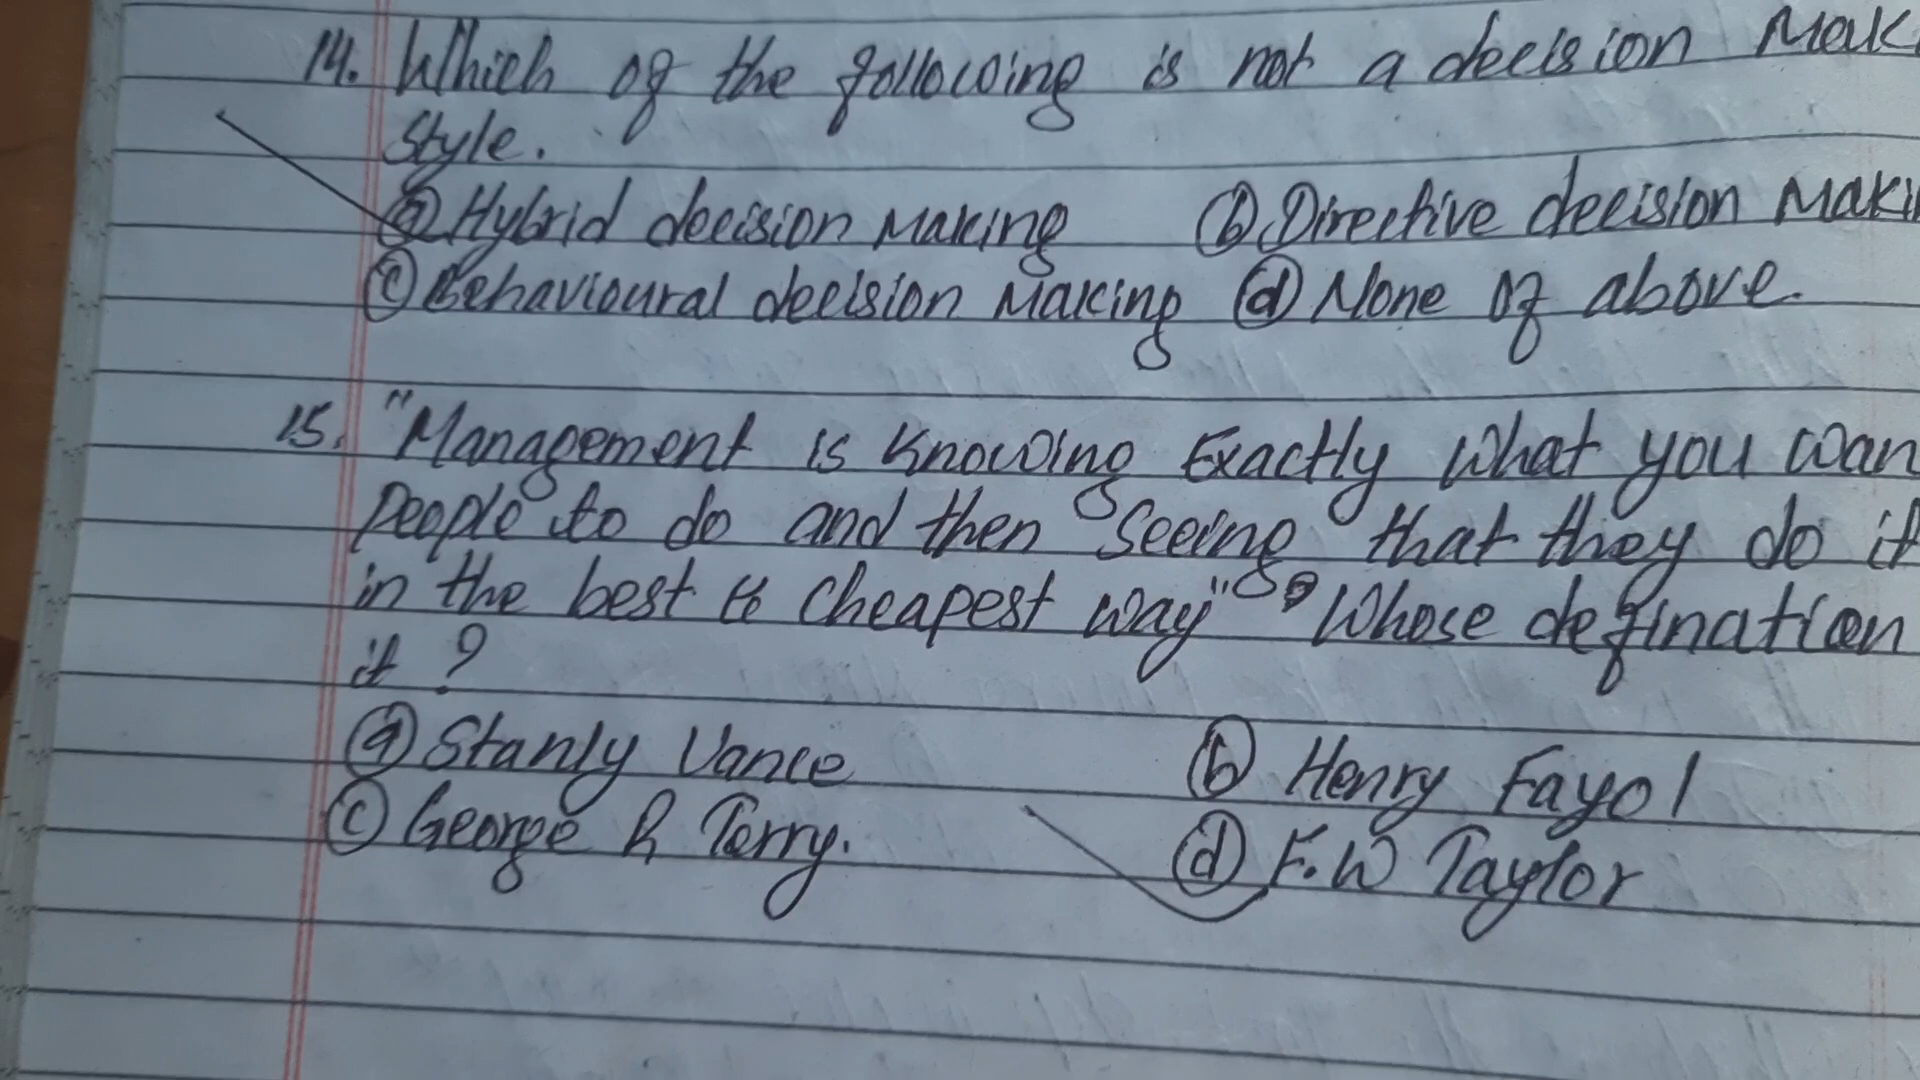 14. Which of the following is not a decision Mak
Style.
(a) Hybrid decision Making (b) Directive decision Maki
(c) Behavioural decision Making (d) None of above.
15. "Management is Knowing Exactly What you wan
people to do and then seeing that they do it
in the best & Cheapest way", Whose defination
it ?
(a) Stanly Vance (b) Henry Fayol
(c) George R Terry. (d) F.W Taylor